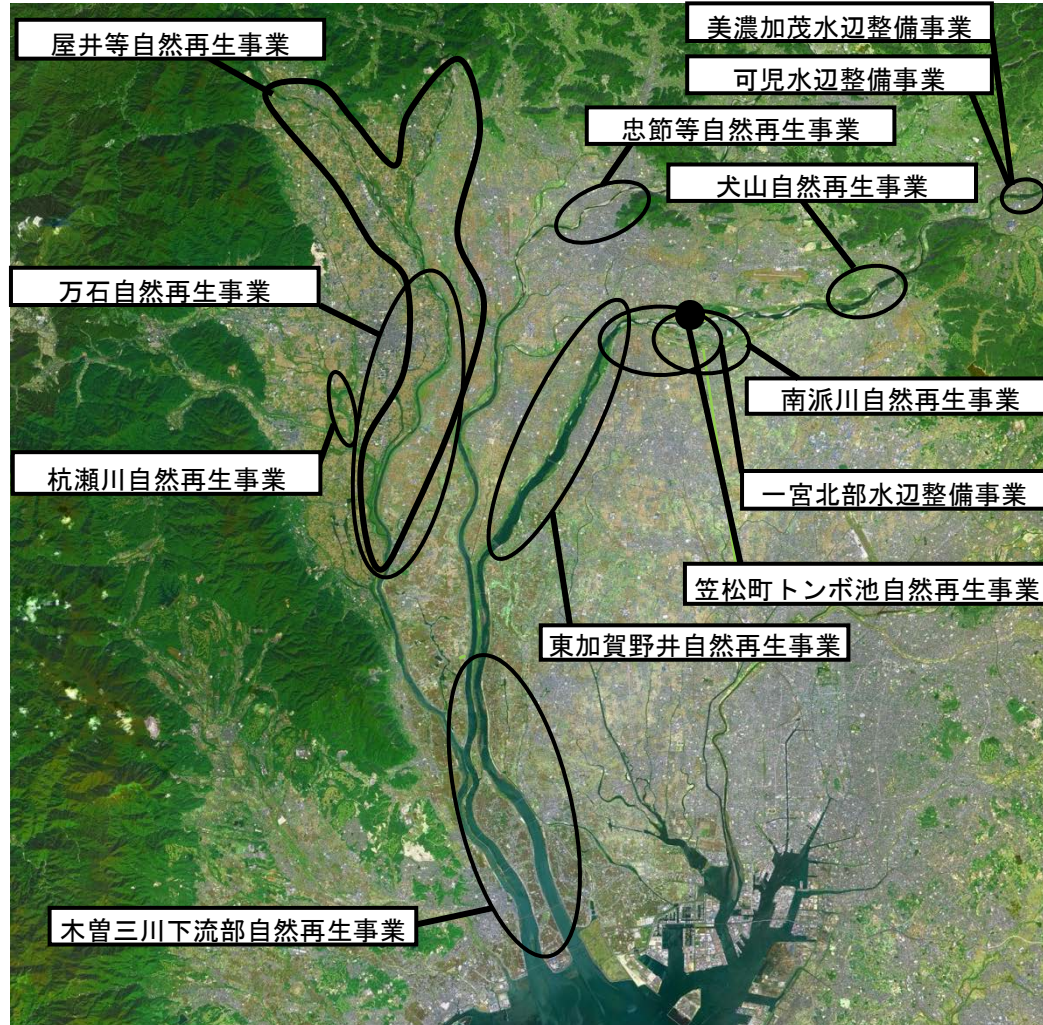 屋井等自然再生事業
美濃加茂水辺整備事業
可児水辺整備事業
忠節等自然再生事業
犬山自然再生事業
万石自然再生事業
南派川自然再生事業
杭瀬川自然再生事業
一宮北部水辺整備事業
笠松町トンボ池自然再生事業
東加賀野井自然再生事業
木曽三川下流部自然再生事業